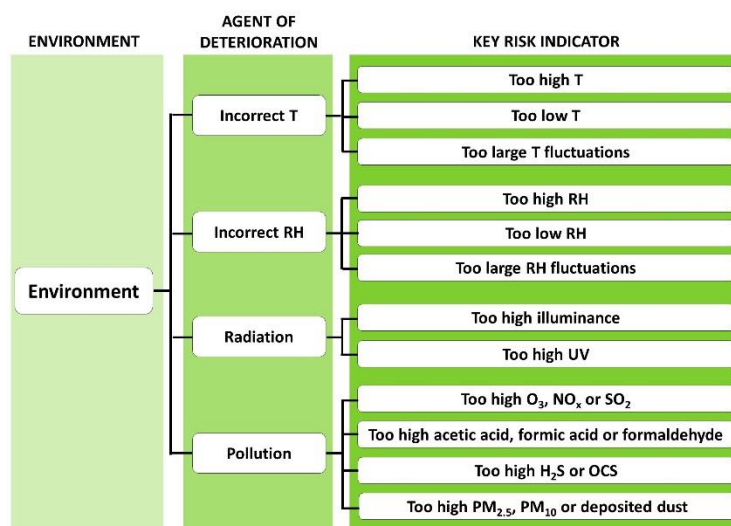 ENVIRONMENT
AGENT OF
DETERIORATION
KEY RISK INDICATOR
Environment
Incorrect T
Too high T
Too low T
Too large T fluctuations
Incorrect RH
Too high RH
Too low RH
Too large RH fluctuations
Radiation
Too high illuminance
Too high UV
Pollution
Too high O₃, NOₓ or SO₂
Too high acetic acid, formic acid or formaldehyde
Too high H₂S or OCS
Too high PM₂.₅, PM₁₀ or deposited dust